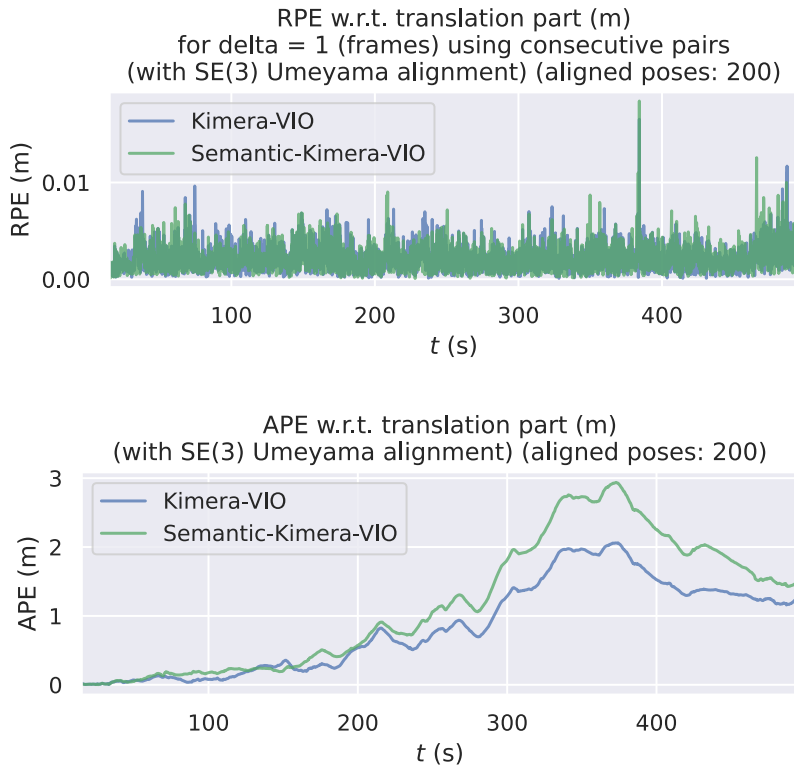 RPE w.r.t. translation part (m)
for delta = 1 (frames) using consecutive pairs
(with SE(3) Umeyama alignment) (aligned poses: 200)
Kimera-VIO
Semantic-Kimera-VIO
RPE (m)
0.01
0.00
100 200 300 400
t (s)
APE w.r.t. translation part (m)
(with SE(3) Umeyama alignment) (aligned poses: 200)
Kimera-VIO
Semantic-Kimera-VIO
APE (m)
3
2
1
0
100 200 300 400
t (s)